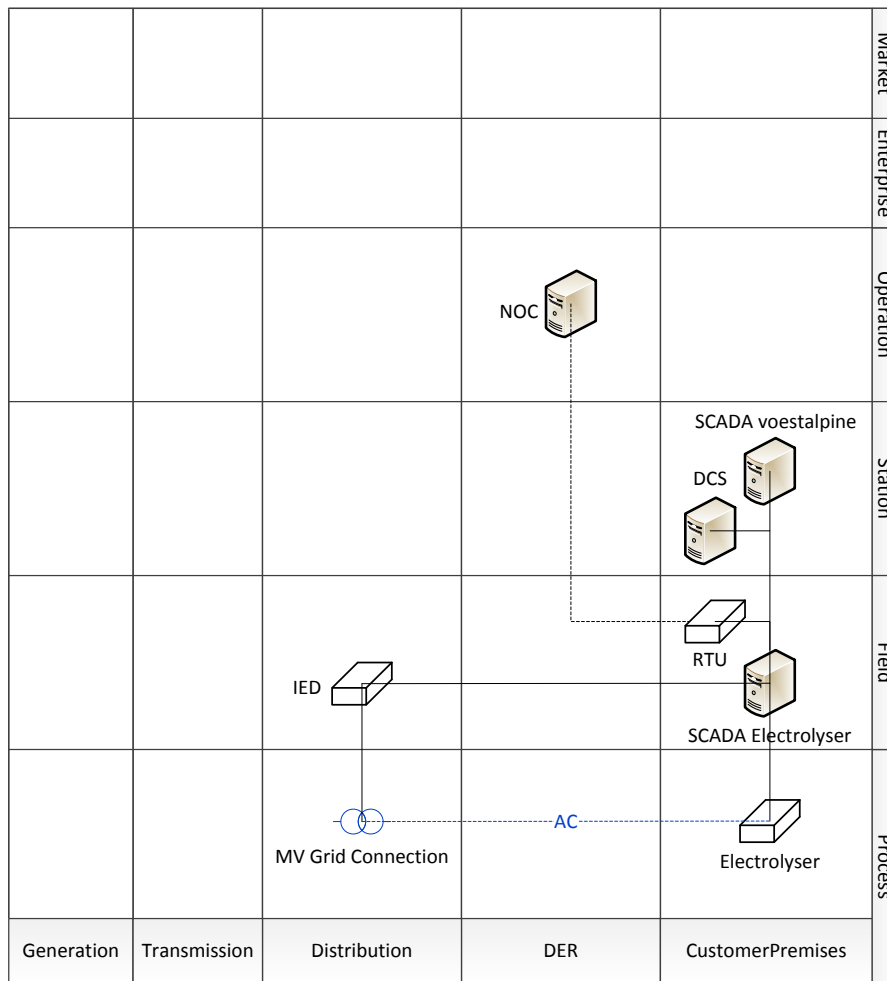 Market
Enterprise
Operation
NOC
SCADA voestalpine
DCS
Station
RTU
Field
IED
SCADA Electrolyser
AC
MV Grid Connection
Electrolyser
Process
Generation
Transmission
Distribution
DER
CustomerPremises